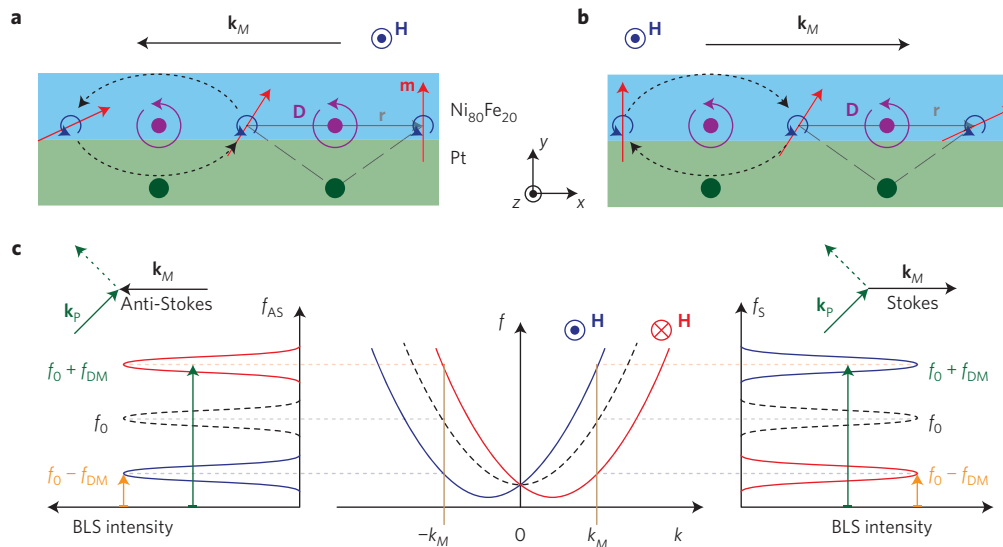 a
k_M
H
m
Ni₈₀Fe₂₀
D
r
Pt
y
z
x
b
k_M
H
D
r
c
k_M
Anti-Stokes
k_P
f_AS
f_0 + f_DM
f_0
f_0 − f_DM
BLS intensity
f
H
H
−k_M
0
k_M
k
f_S
k_M
Stokes
k_P
f_0 + f_DM
f_0
f_0 − f_DM
BLS intensity